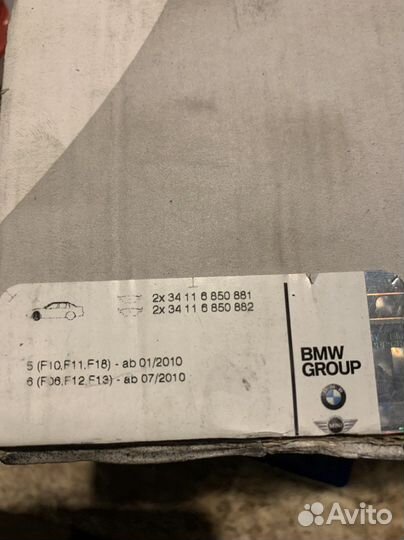 2x 34 11 6 850 881
2x 34 11 6 850 882
5 (F10,F11,F18) - ab 01/2010
6 (F06,F12,F13) - ab 07/2010
BMW
GROUP
MINI
Avito